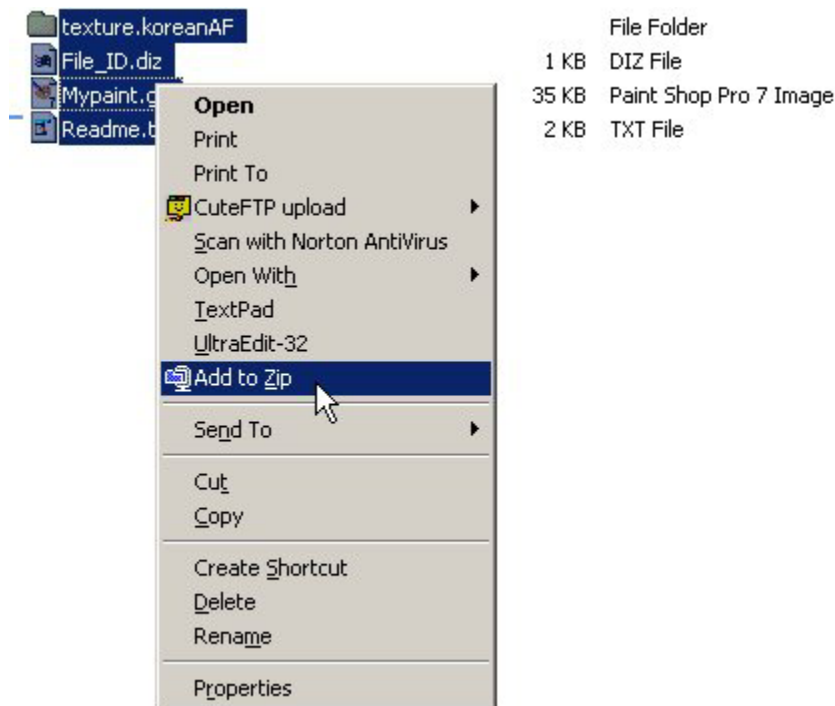 texture.koreanAF File Folder
File_ID.diz 1 KB DIZ File
Mypaint.g 35 KB Paint Shop Pro 7 Image
Readme.t 2 KB TXT File
Open
Print
Print To
CuteFTP upload
Scan with Norton AntiVirus
Open With
TextPad
UltraEdit-32
Add to Zip
Send To
Cut
Copy
Create Shortcut
Delete
Rename
Properties